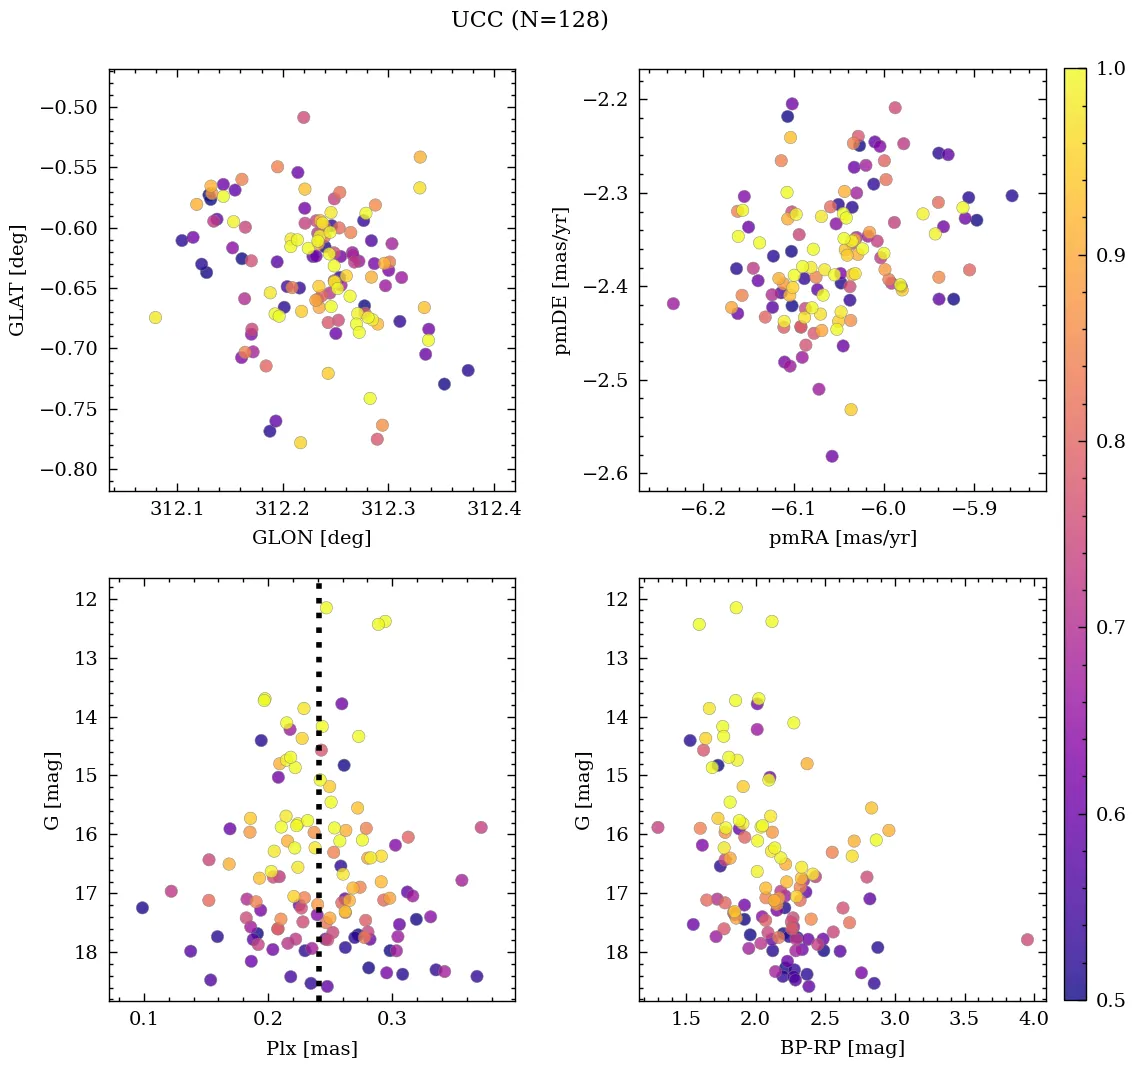 UCC (N=128)
−0.50
−0.55
−0.60
−0.65
−0.70
−0.75
−0.80
GLAT [deg]
312.1 312.2 312.3 312.4
GLON [deg]
−2.2
−2.3
−2.4
−2.5
−2.6
pmDE [mas/yr]
−6.2 −6.1 −6.0 −5.9
pmRA [mas/yr]
12
13
14
15
16
17
18
G [mag]
0.1 0.2 0.3
Plx [mas]
12
13
14
15
16
17
18
G [mag]
1.5 2.0 2.5 3.0 3.5 4.0
BP-RP [mag]
1.0
0.9
0.8
0.7
0.6
0.5